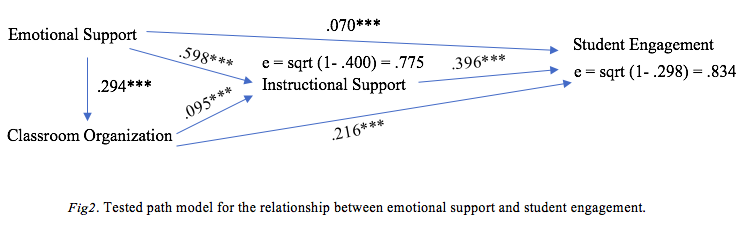 .070***
Emotional Support
Student Engagement
.598***
e = sqrt (1- .400) = .775
.396***
e = sqrt (1- .298) = .834
.294***
Instructional Support
.095***
Classroom Organization
.216***
Fig2. Tested path model for the relationship between emotional support and student engagement.